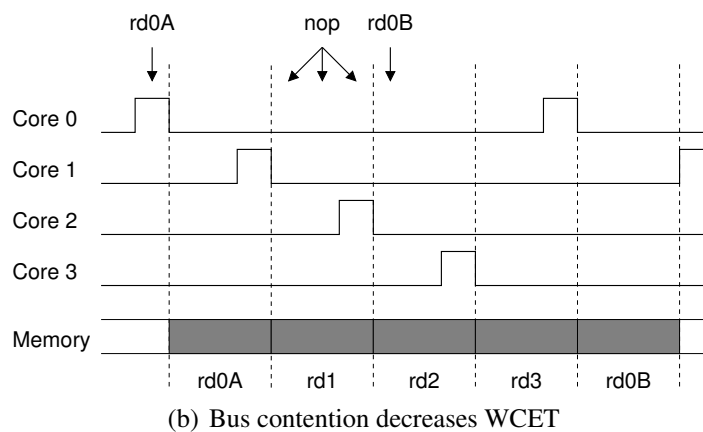 rd0A nop rd0B
Core 0
Core 1
Core 2
Core 3
Memory
rd0A rd1 rd2 rd3 rd0B
(b) Bus contention decreases WCET